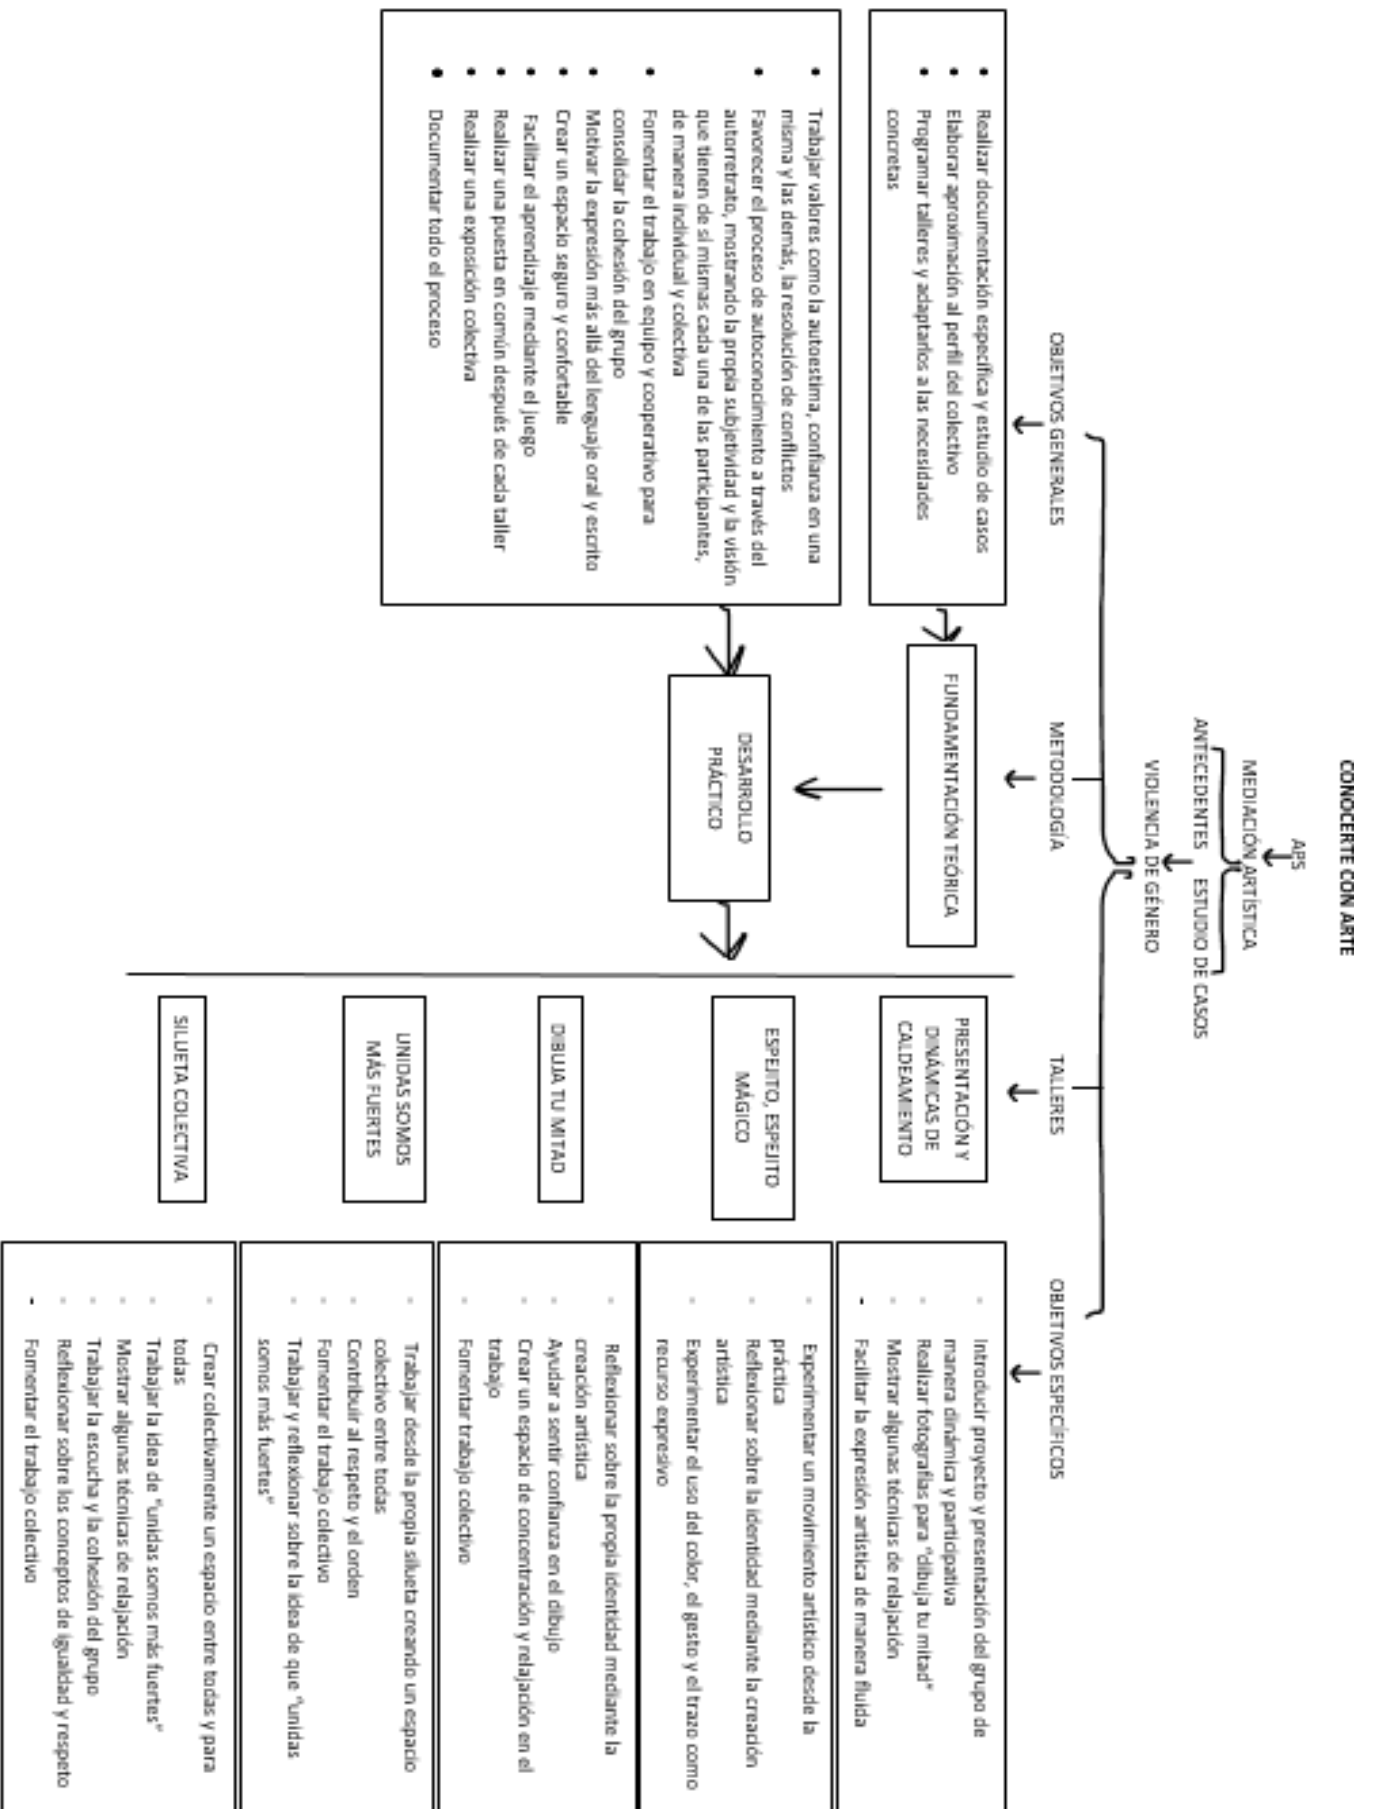 CONOCERTE CON ARTE
APS
MEDIACIÓN ARTÍSTICA
ANTECEDENTES
ESTUDIO DE CASOS
VIOLENCIA DE GÉNERO
OBJETIVOS GENERALES
METODOLOGÍA
TALLERES
OBJETIVOS ESPECÍFICOS
• Realizar documentación específica y estudio de casos
• Elaborar aproximación al perfil del colectivo
• Programar talleres y adaptarlos a las necesidades
concretas
• Trabajar valores como la autoestima, confianza en una
misma y las demás, la resolución de conflictos
• Favorecer el proceso de autoconocimiento a través del
autorretrato, mostrando la propia subjetividad y la visión
que tienen de sí mismas cada una de las participantes,
de manera individual y colectiva
• Fomentar el trabajo en equipo y cooperativo para
consolidar la cohesión del grupo
• Motivar la expresión más allá del lenguaje oral y escrito
• Crear un espacio seguro y confortable
• Facilitar el aprendizaje mediante el juego
• Realizar una puesta en común después de cada taller
• Realizar una exposición colectiva
• Documentar todo el proceso
FUNDAMENTACIÓN TEÓRICA
DESARROLLO
PRÁCTICO
PRESENTACIÓN Y
DINÁMICAS DE
CALDEAMIENTO
ESPEJITO, ESPEJITO
MÁGICO
DIBUJA TU MITAD
UNIDAS SOMOS
MÁS FUERTES
SILUETA COLECTIVA
- Introducir proyecto y presentación del grupo de
manera dinámica y participativa
- Realizar fotografías para "dibuja tu mitad"
- Mostrar algunas técnicas de relajación
- Facilitar la expresión artística de manera fluida
- Experimentar un movimiento artístico desde la
práctica
- Reflexionar sobre la identidad mediante la creación
artística
- Experimentar el uso del color, el gesto y el trazo como
recurso expresivo
- Reflexionar sobre la propia identidad mediante la
creación artística
- Ayudar a sentir confianza en el dibujo
- Crear un espacio de concentración y relajación en el
trabajo
- Fomentar trabajo colectivo
- Trabajar desde la propia silueta creando un espacio
colectivo entre todas
- Contribuir al respeto y el orden
- Fomentar el trabajo colectivo
- Trabajar y reflexionar sobre la idea de que "unidas
somos más fuertes"
- Crear colectivamente un espacio entre todas y para
todas
- Trabajar la idea de "unidas somos más fuertes"
- Mostrar algunas técnicas de relajación
- Trabajar la escucha y la cohesión del grupo
- Reflexionar sobre los conceptos de igualdad y respeto
- Fomentar el trabajo colectivo